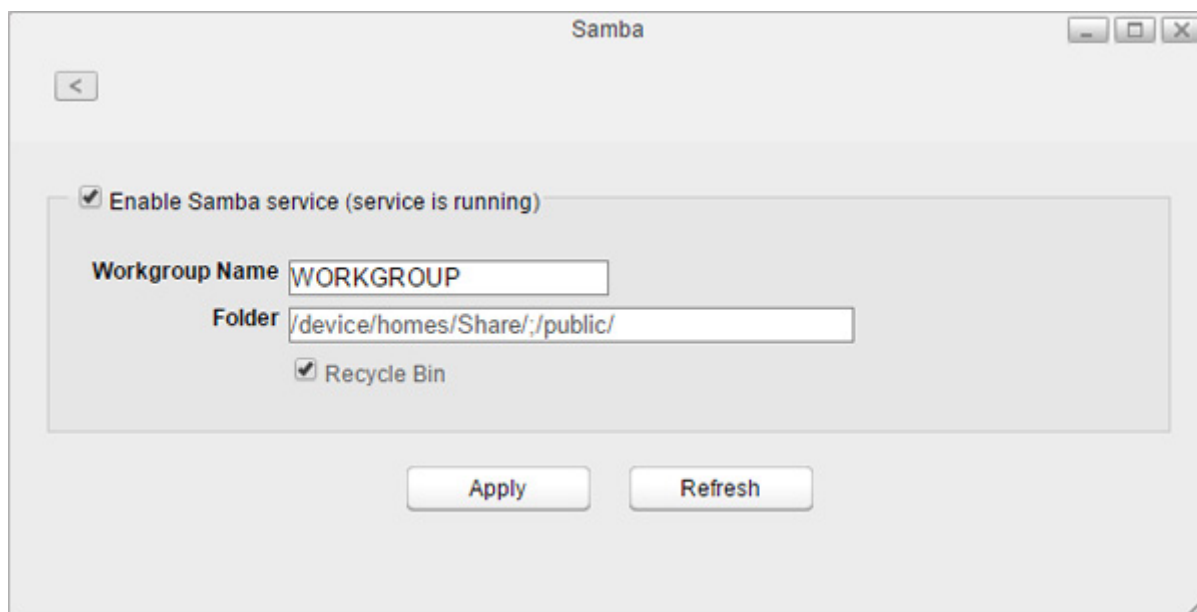 Samba
<
Enable Samba service (service is running)
Workgroup Name WORKGROUP
Folder /device/homes/Share/;/public/
Recycle Bin
Apply Refresh